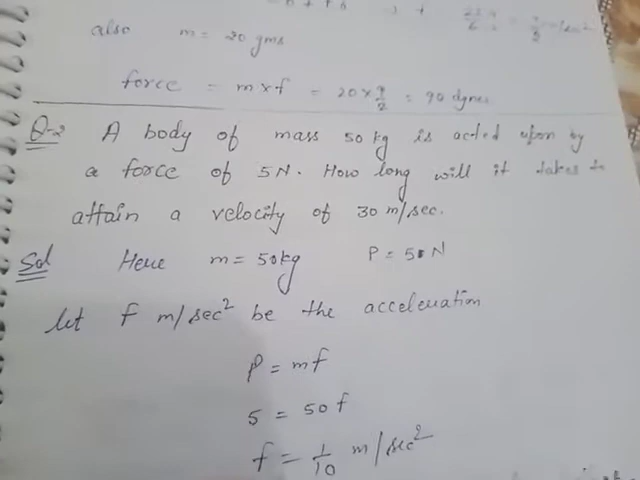 also m = 20 gms
force = m x f = 20 x 9/2 = 90 dynes
Q-2 A body of mass 50 kg is acted upon by
a force of 5N. How long will it takes to
attain a velocity of 30 m/sec.
Sol Here m = 50kg P = 5 N
let f m/sec² be the acceleration
P = mf
5 = 50f
f = 1/10 m/sec²